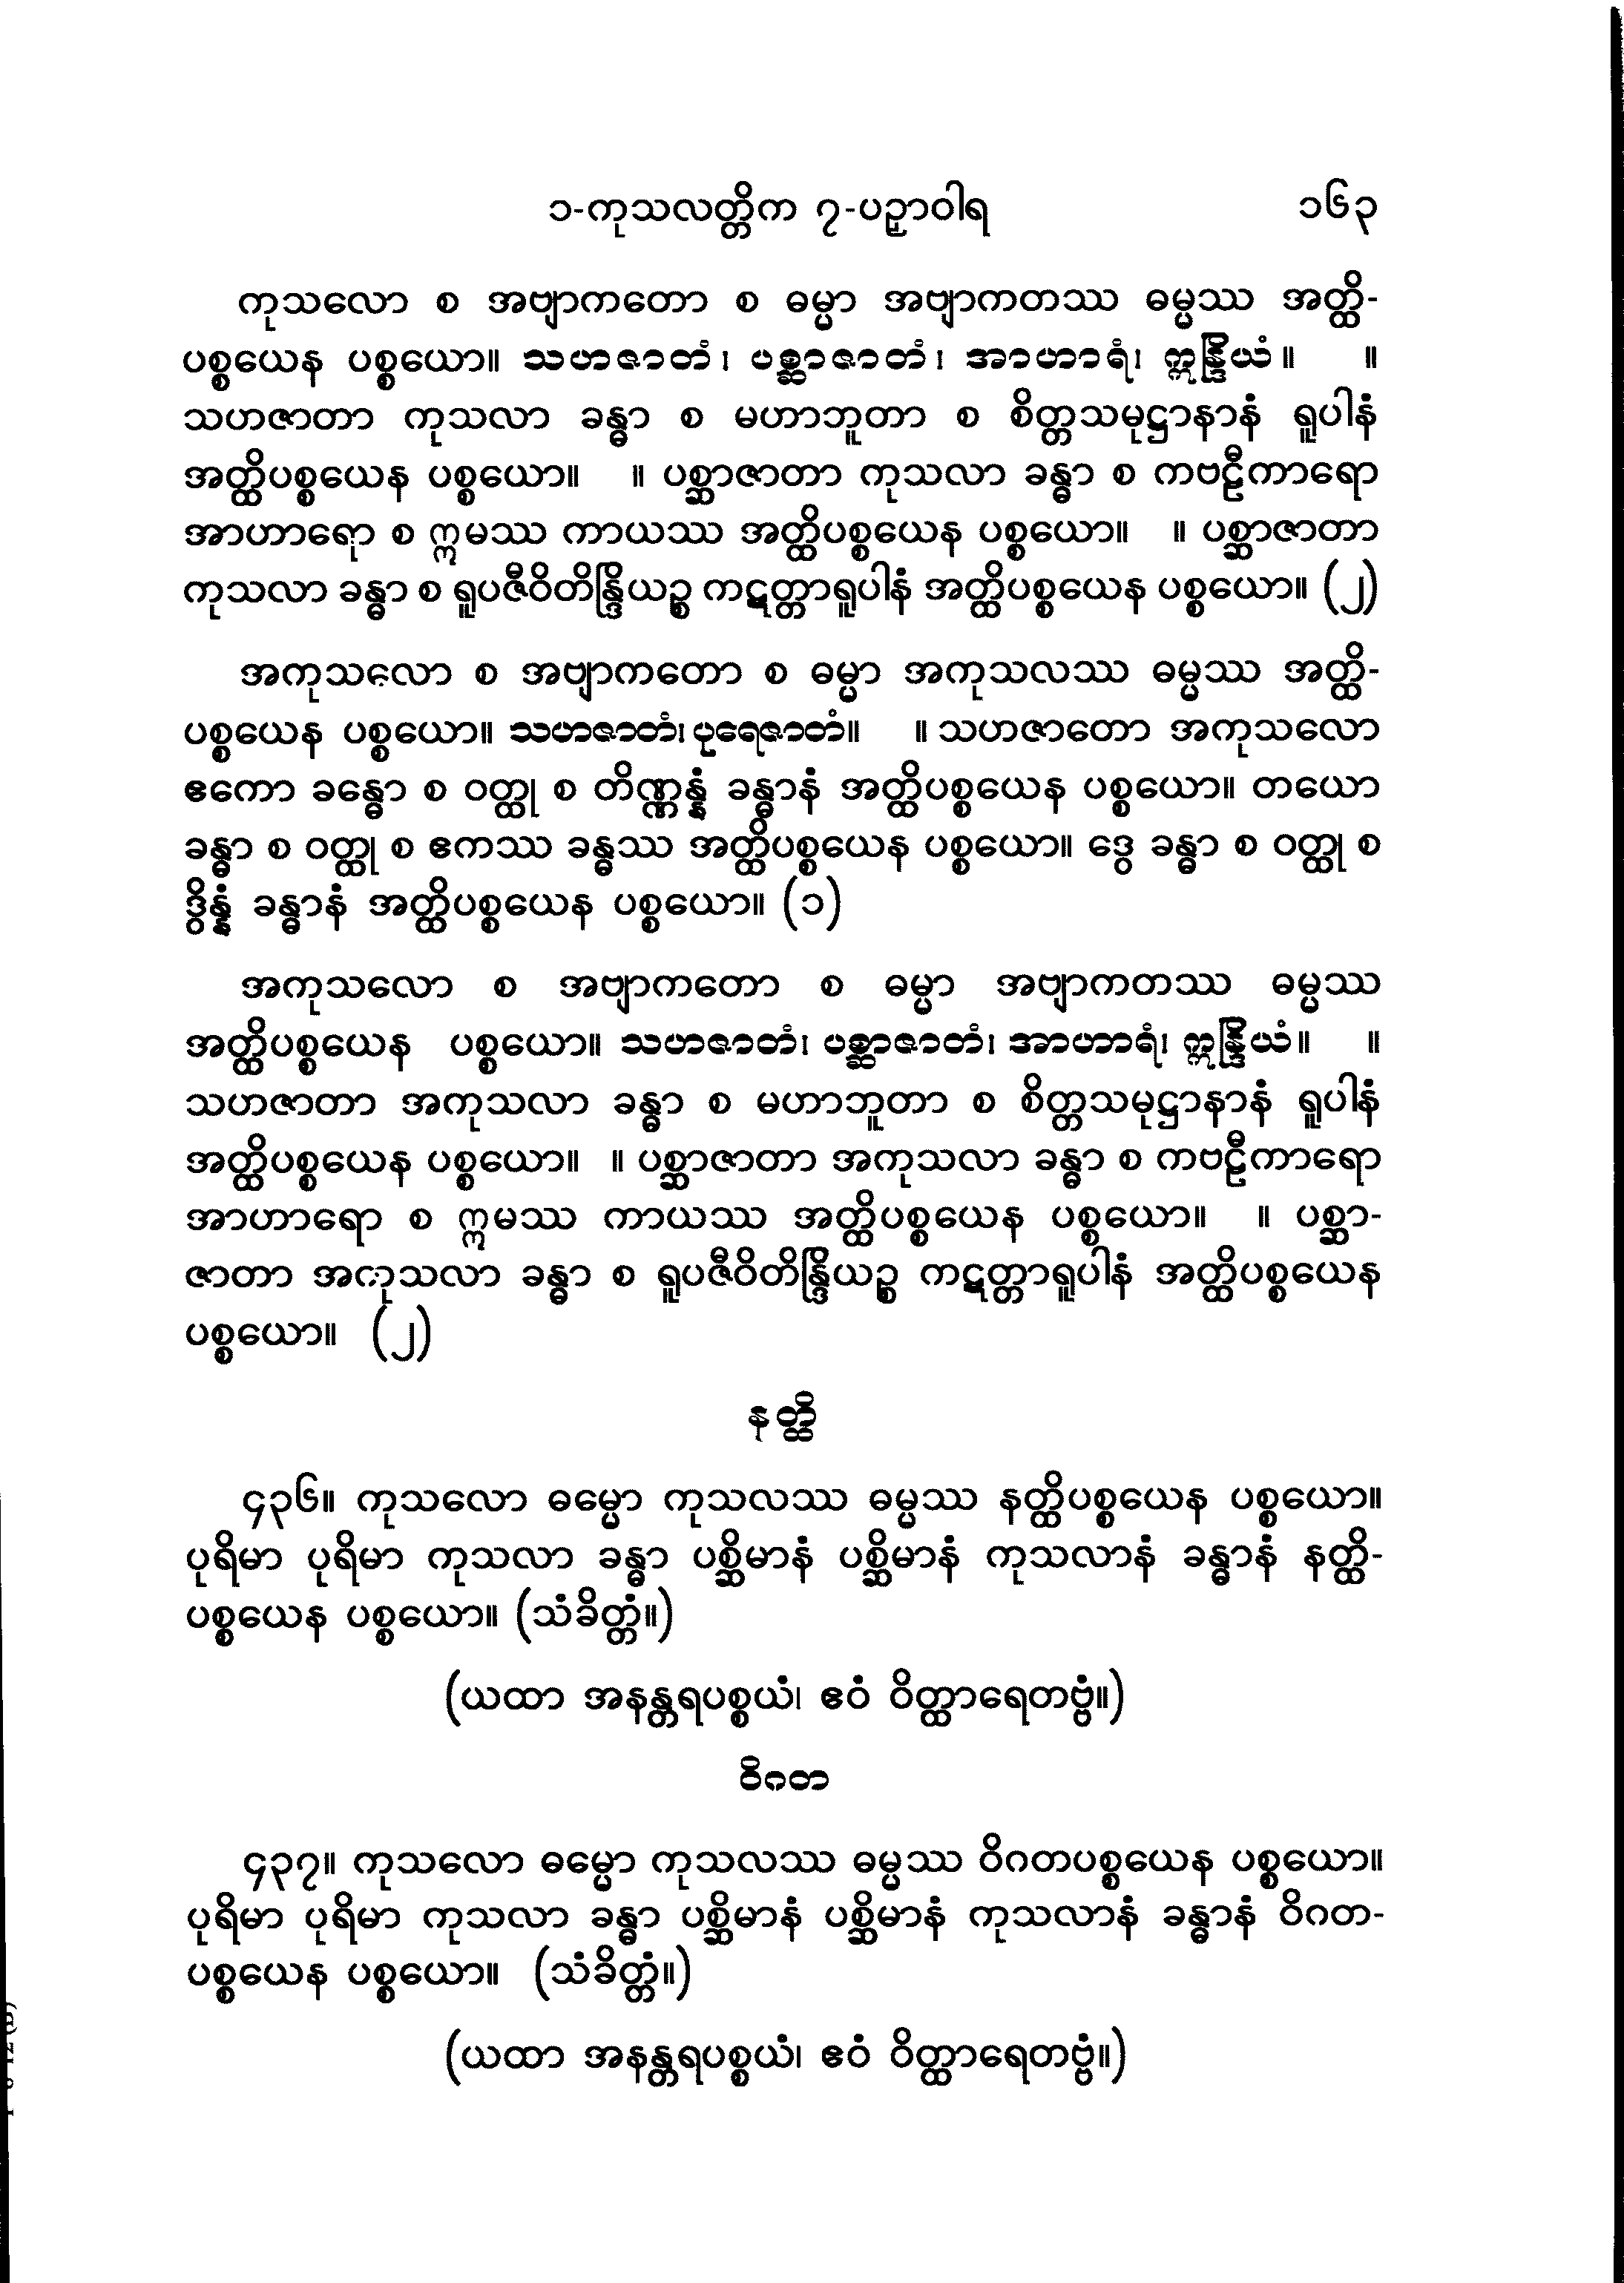 ၁-ကုသလတ္တိက ၇-ပဉှာဝါရ ၁၆၃
ကုသလော စ အဗျာကတော စ ဓမ္မာ အဗျာကတဿ ဓမ္မဿ အတ္ထိ-
ပစ္စယေန ပစ္စယော။ သဟဇာတံ၊ ပစ္ဆာဇာတံ၊ အာဟာရံ၊ ဣန္ဒြိယံ။ ။
သဟဇာတာ ကုသလာ ခန္ဓာ စ မဟာဘူတာ စ စိတ္တသမုဋ္ဌာနာနံ ရူပါနံ
အတ္ထိပစ္စယေန ပစ္စယော။ ။ ပစ္ဆာဇာတာ ကုသလာ ခန္ဓာ စ ကဗဠီကာရော
အာဟာရော စ ဣမဿ ကာယဿ အတ္ထိပစ္စယေန ပစ္စယော။ ။ ပစ္ဆာဇာတာ
ကုသလာ ခန္ဓာ စ ရူပဇီဝိတိန္ဒြိယဉ္စ ကဋတ္တာရူပါနံ အတ္ထိပစ္စယေန ပစ္စယော။ (၂)
အကုသလော စ အဗျာကတော စ ဓမ္မာ အကုသလဿ ဓမ္မဿ အတ္ထိ-
ပစ္စယေန ပစ္စယော။ သဟဇာတံ၊ ပုရေဇာတံ။ ။ သဟဇာတော အကုသလော
ဧကော ခန္ဓော စ ဝတ္ထု စ တိဏ္ဏန္နံ ခန္ဓာနံ အတ္ထိပစ္စယေန ပစ္စယော။ တယော
ခန္ဓာ စ ဝတ္ထု စ ဧကဿ ခန္ဓဿ အတ္ထိပစ္စယေန ပစ္စယော။ ဒွေ ခန္ဓာ စ ဝတ္ထု စ
ဒွိန္နံ ခန္ဓာနံ အတ္ထိပစ္စယေန ပစ္စယော။ (၁)
အကုသလော စ အဗျာကတော စ ဓမ္မာ အဗျာကတဿ ဓမ္မဿ
အတ္ထိပစ္စယေန ပစ္စယော။ သဟဇာတံ၊ ပစ္ဆာဇာတံ၊ အာဟာရံ၊ ဣန္ဒြိယံ။ ။
သဟဇာတာ အကုသလာ ခန္ဓာ စ မဟာဘူတာ စ စိတ္တသမုဋ္ဌာနာနံ ရူပါနံ
အတ္ထိပစ္စယေန ပစ္စယော။ ။ ပစ္ဆာဇာတာ အကုသလာ ခန္ဓာ စ ကဗဠီကာရော
အာဟာရော စ ဣမဿ ကာယဿ အတ္ထိပစ္စယေန ပစ္စယော။ ။ ပစ္ဆာ-
ဇာတာ အကုသလာ ခန္ဓာ စ ရူပဇီဝိတိန္ဒြိယဉ္စ ကဋတ္တာရူပါနံ အတ္ထိပစ္စယေန
ပစ္စယော။ (၂)
နတ္ထိ
၄၃၆။ ကုသလော ဓမ္မော ကုသလဿ ဓမ္မဿ နတ္ထိပစ္စယေန ပစ္စယော။
ပုရိမာ ပုရိမာ ကုသလာ ခန္ဓာ ပစ္ဆိမာနံ ပစ္ဆိမာနံ ကုသလာနံ ခန္ဓာနံ နတ္ထိ-
ပစ္စယေန ပစ္စယော။ (သံခိတ္တံ။)
(ယထာ အနန္တရပစ္စယံ၊ ဧဝံ ဝိတ္ထာရေတဗ္ဗံ။)
ဝိဂတ
၄၃၇။ ကုသလော ဓမ္မော ကုသလဿ ဓမ္မဿ ဝိဂတပစ္စယေန ပစ္စယော။
ပုရိမာ ပုရိမာ ကုသလာ ခန္ဓာ ပစ္ဆိမာနံ ပစ္ဆိမာနံ ကုသလာနံ ခန္ဓာနံ ဝိဂတ-
ပစ္စယေန ပစ္စယော။ (သံခိတ္တံ။)
(ယထာ အနန္တရပစ္စယံ၊ ဧဝံ ဝိတ္ထာရေတဗ္ဗံ။)